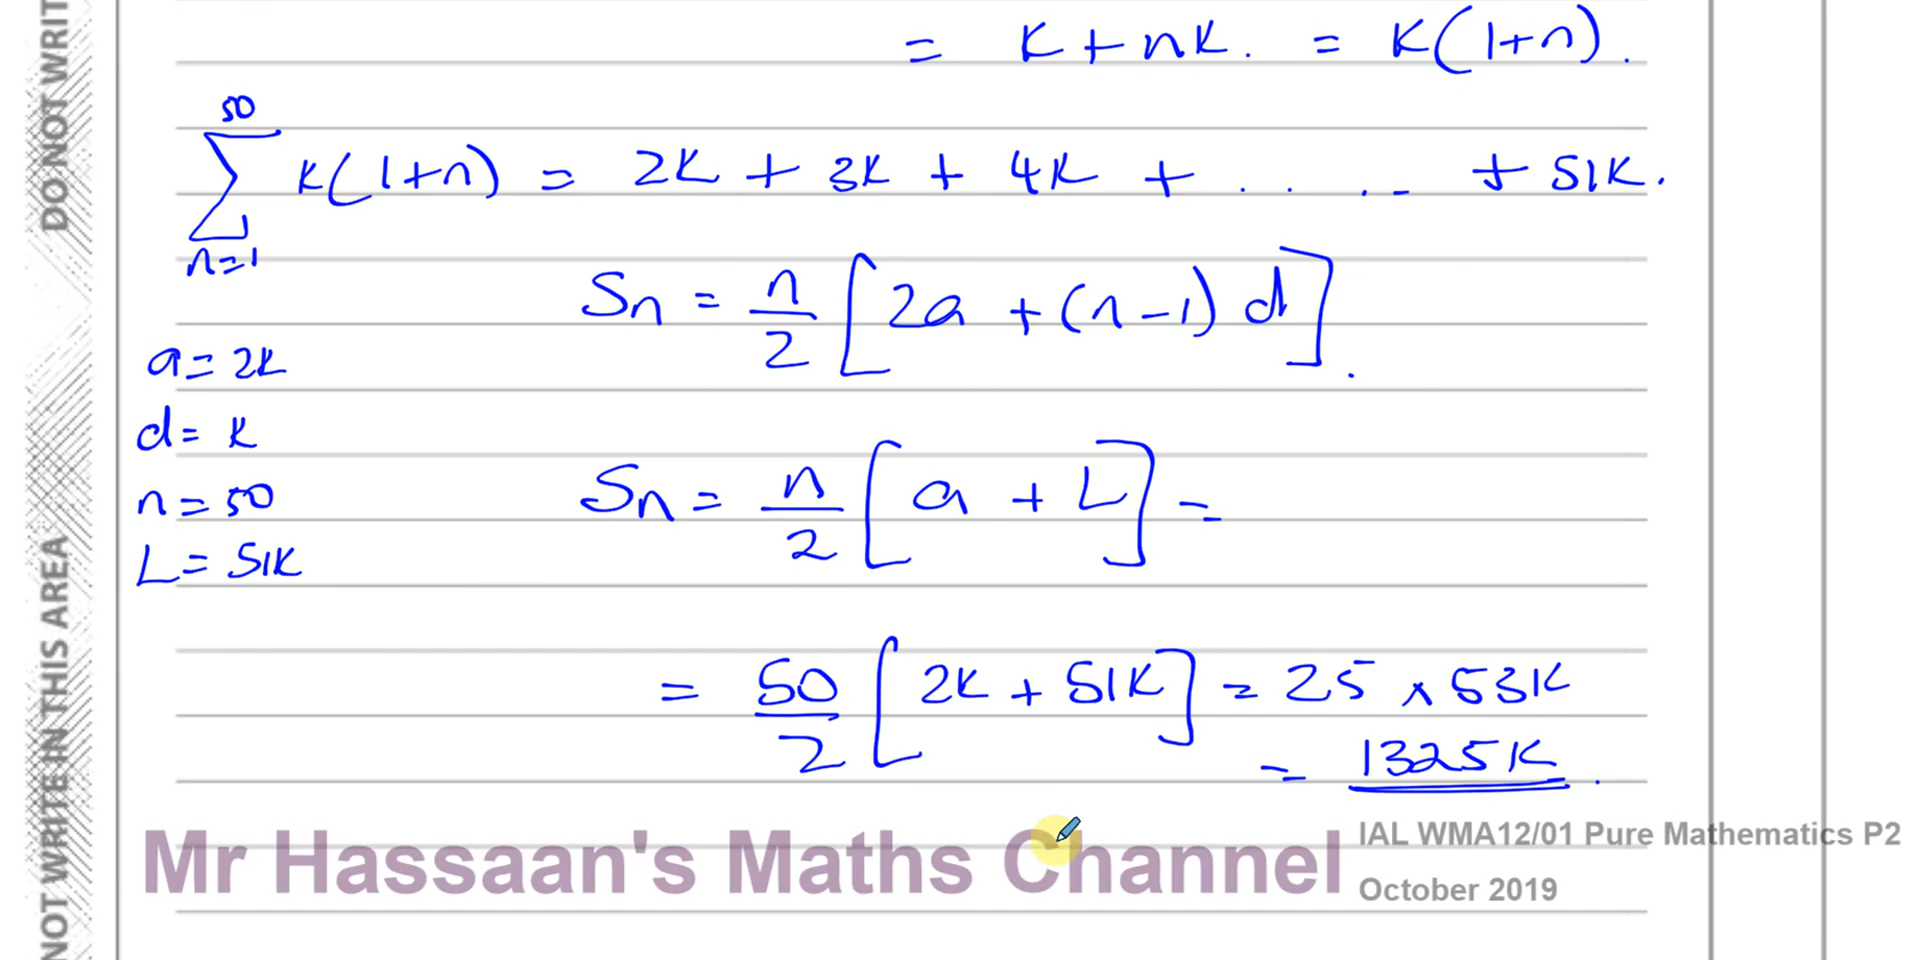 = K + nK. = K(1+n).
50
∑ K(1+n) = 2K + 3K + 4K + . . . . - + 51K.
n=1
Sn = n/2 [2a + (n-1) d].
a = 2K
d = K
n = 50
Sn = n/2 [a + L] =
L = 51K
= 50/2 [2K + 51K] = 25 × 53K
= 1325K.
Mr Hassaan's Maths Channel
IAL WMA12/01 Pure Mathematics P2
October 2019
DO NOT WRIT
NOT WRITE IN THIS AREA